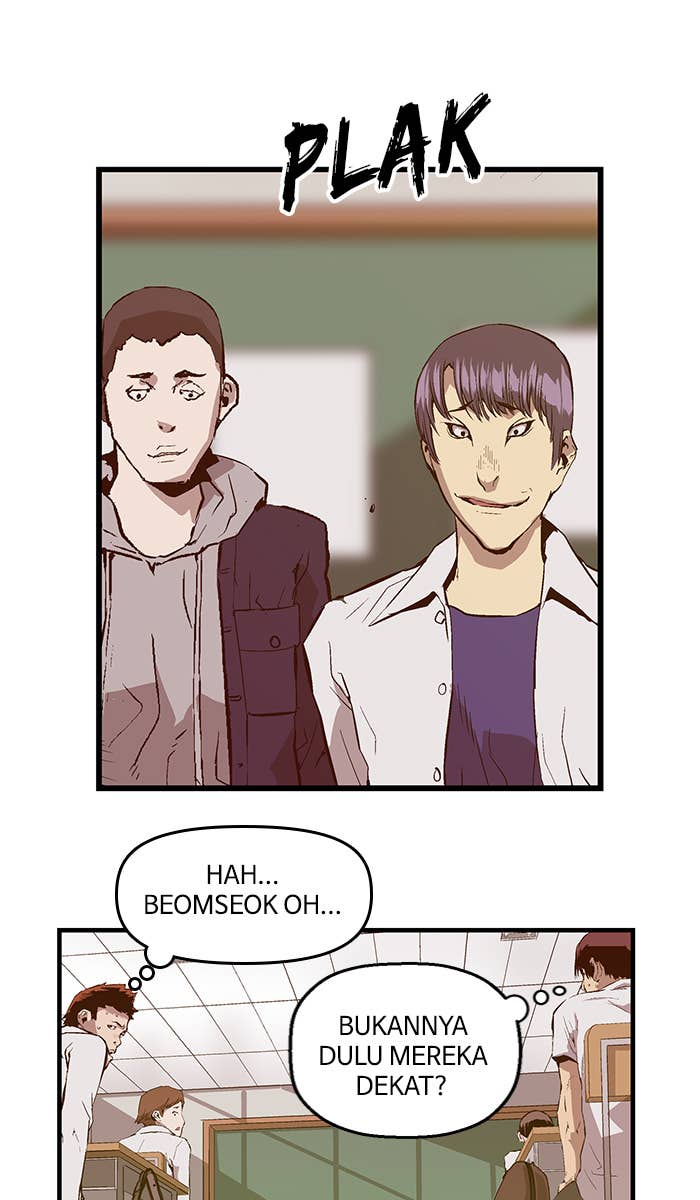 PLAK
HAH...
BEOMSEOK OH...
BUKANNYA
DULU MEREKA
DEKAT?